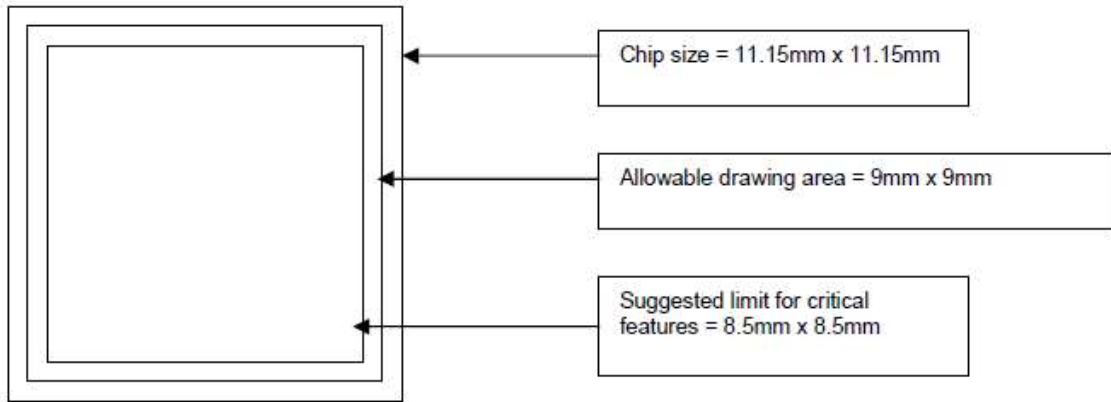 Chip size = 11.15mm x 11.15mm
Allowable drawing area = 9mm x 9mm
Suggested limit for critical
features = 8.5mm x 8.5mm